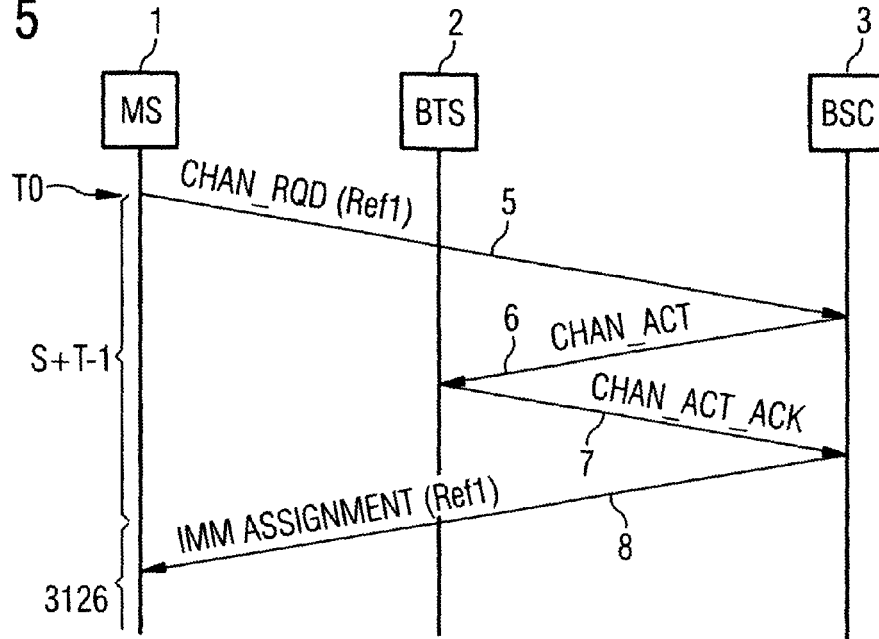 5
1
2
3
MS
BTS
BSC
T0
CHAN_RQD (Ref1)
5
S+T-1
6
CHAN_ACT
CHAN_ACT_ACK
7
IMM ASSIGNMENT (Ref1)
8
3126